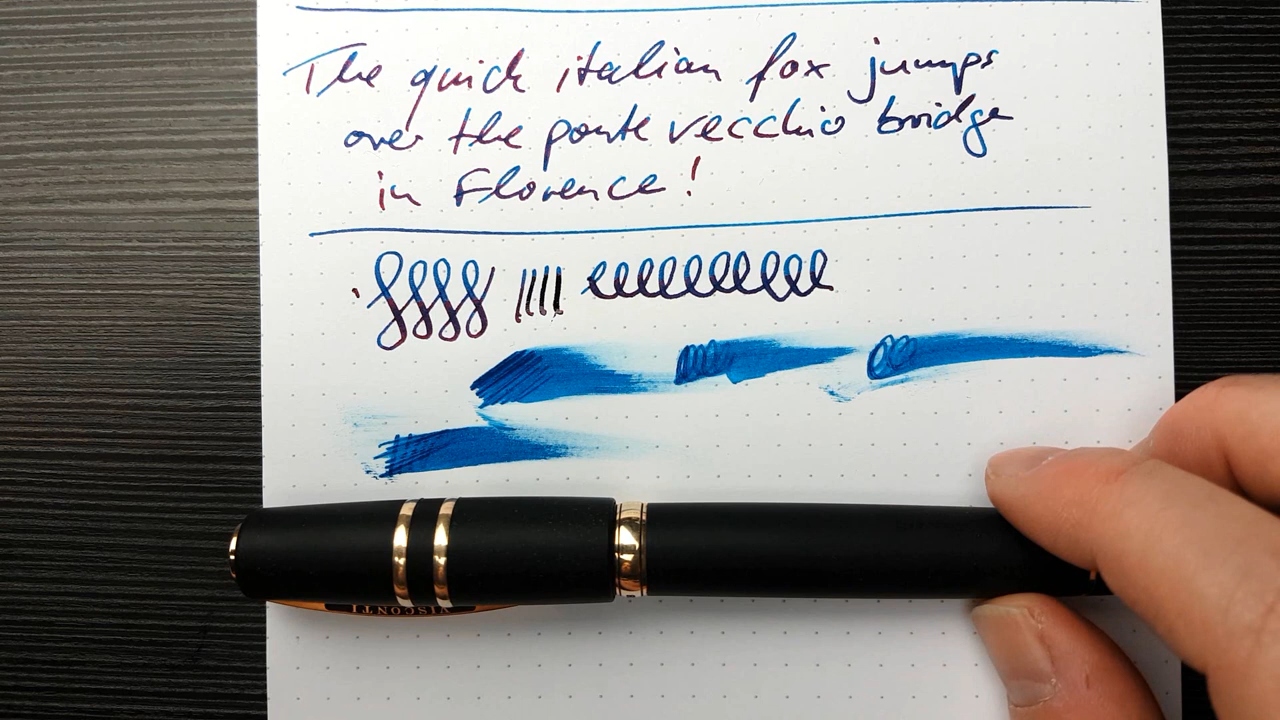 The quick italian fox jumps
over the ponte vecchio bridge
in Florence!
VISCONTI